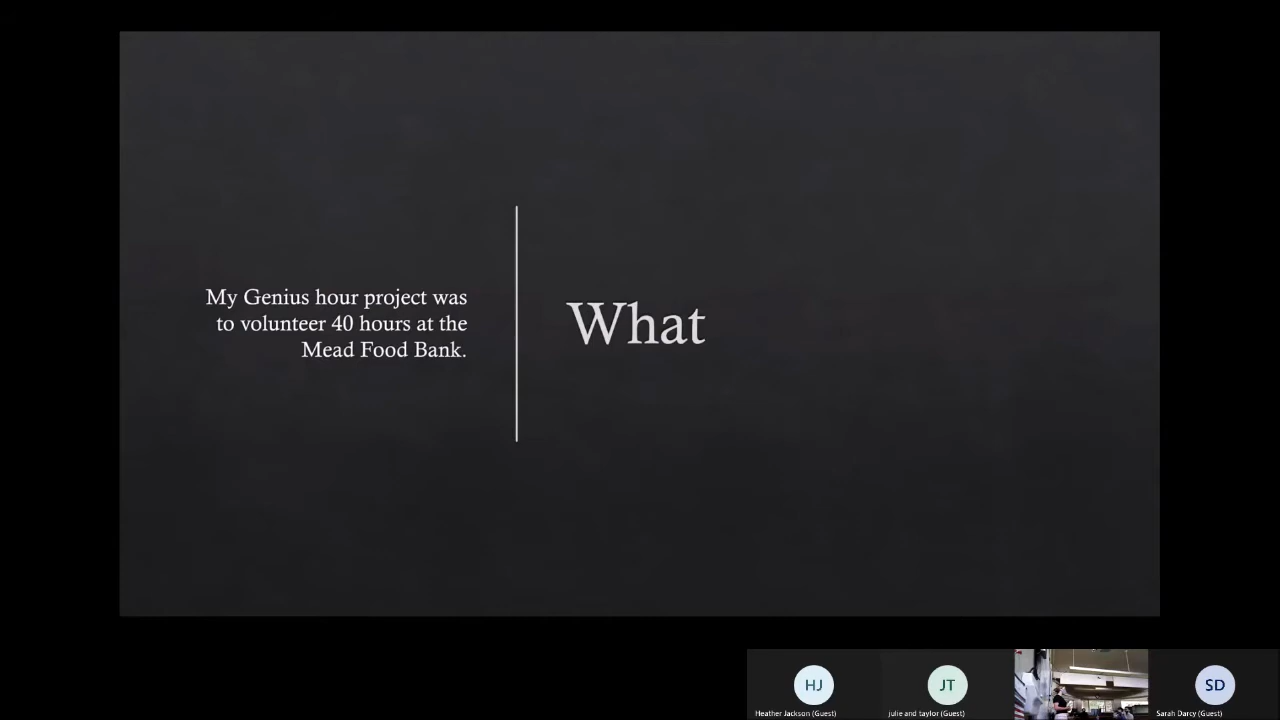 My Genius hour project was
to volunteer 40 hours at the
Mead Food Bank.
What
HJ
Heather Jackson (Guest)
JT
julie and taylor (Guest)
SD
Sarah Darcy (Guest)